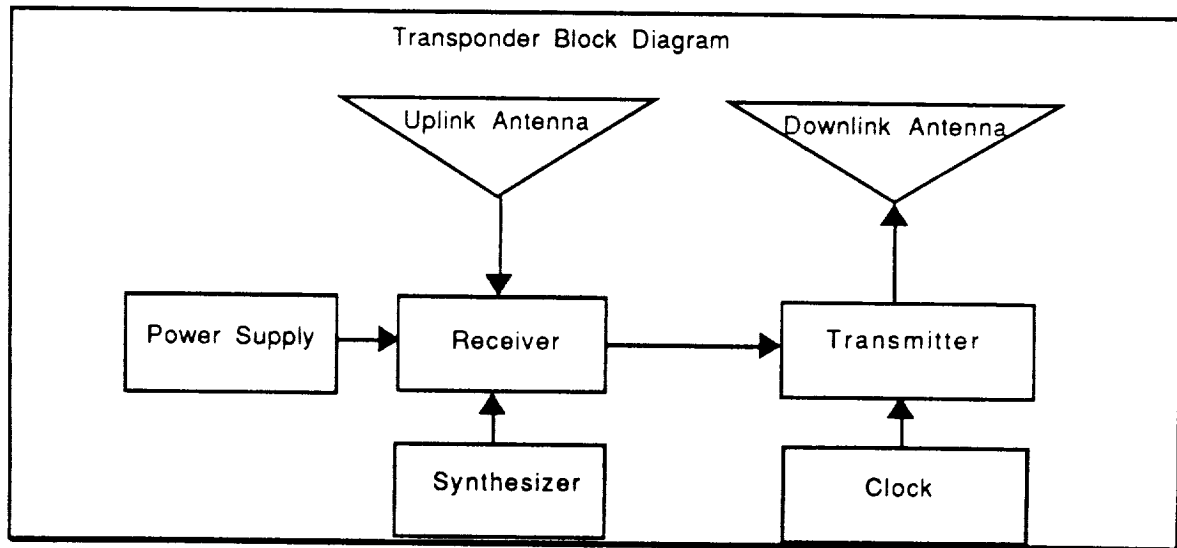 Transponder Block Diagram
Uplink Antenna
Downlink Antenna
Power Supply
Receiver
Transmitter
Synthesizer
Clock